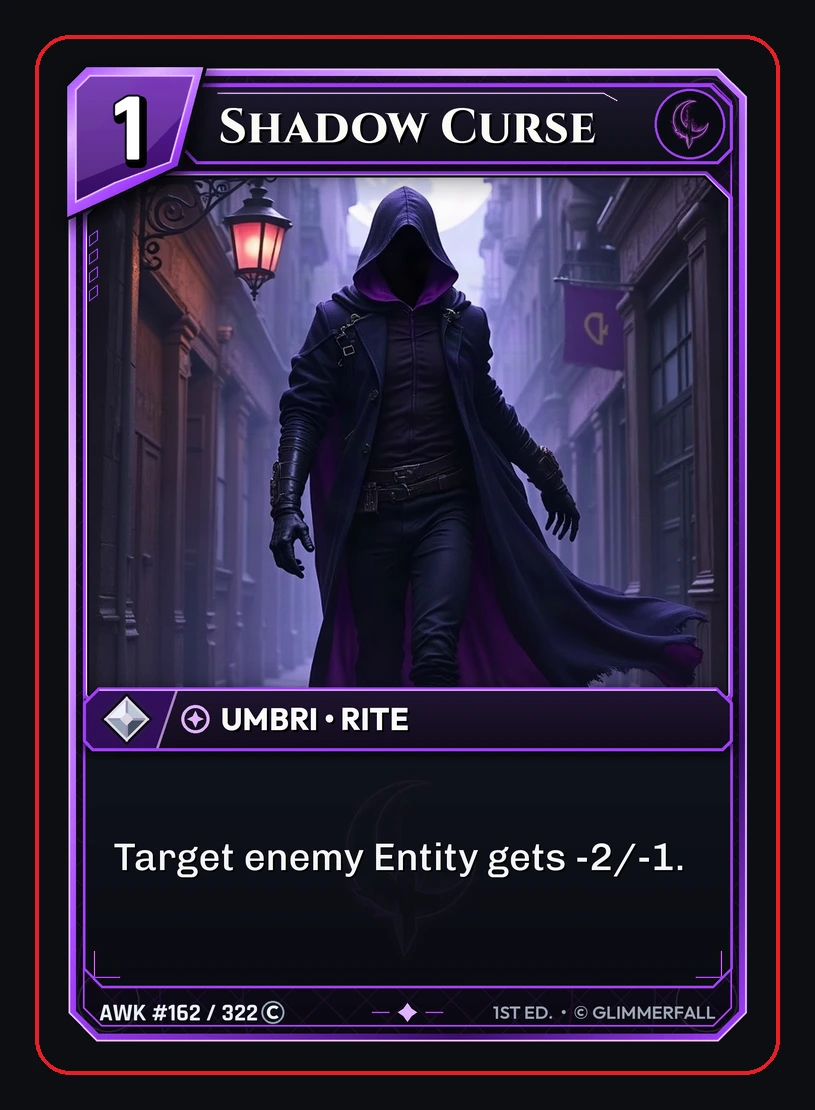 1
SHADOW CURSE
UMBRI • RITE
Target enemy Entity gets -2/-1.
AWK #162 / 322 Ⓒ
1ST ED. • © GLIMMERFALL